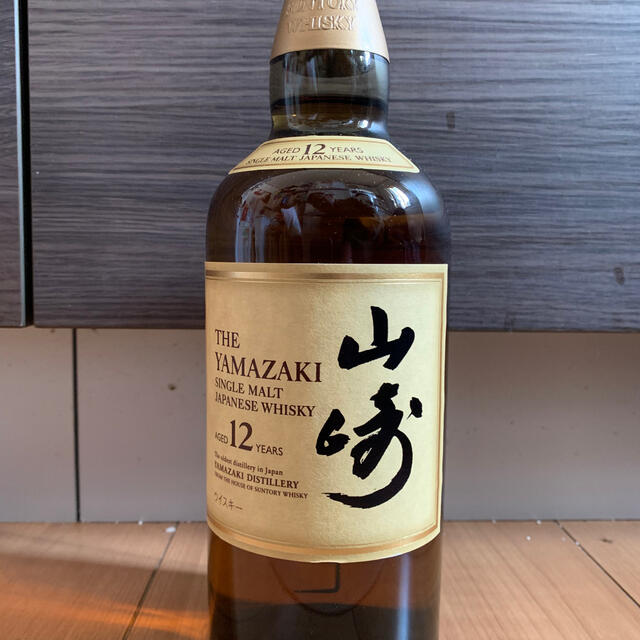 SUNTORY
WHISKY
AGED 12 YEARS
SINGLE MALT JAPANESE WHISKY
THE
YAMAZAKI
SINGLE MALT
JAPANESE WHISKY
AGED 12 YEARS
The oldest distillery in Japan
YAMAZAKI DISTILLERY
FROM THE HOUSE OF SUNTORY WHISKY
ウイスキー
山崎